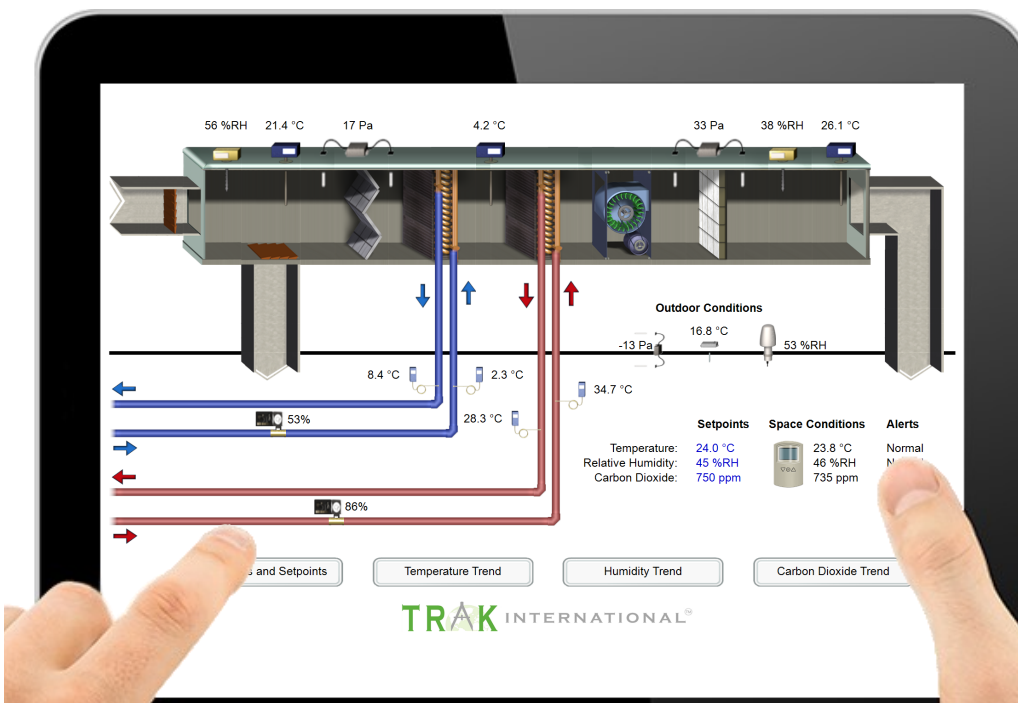 56 %RH 21.4 °C 17 Pa 4.2 °C 33 Pa 38 %RH 26.1 °C
Outdoor Conditions
16.8 °C
-13 Pa 53 %RH
8.4 °C 2.3 °C
34.7 °C
53% 28.3 °C
Setpoints Space Conditions Alerts
Temperature: 24.0 °C 23.8 °C Normal
Relative Humidity: 45 %RH 46 %RH
Carbon Dioxide: 750 ppm 735 ppm
86%
and Setpoints Temperature Trend Humidity Trend Carbon Dioxide Trend
TRAK INTERNATIONAL™